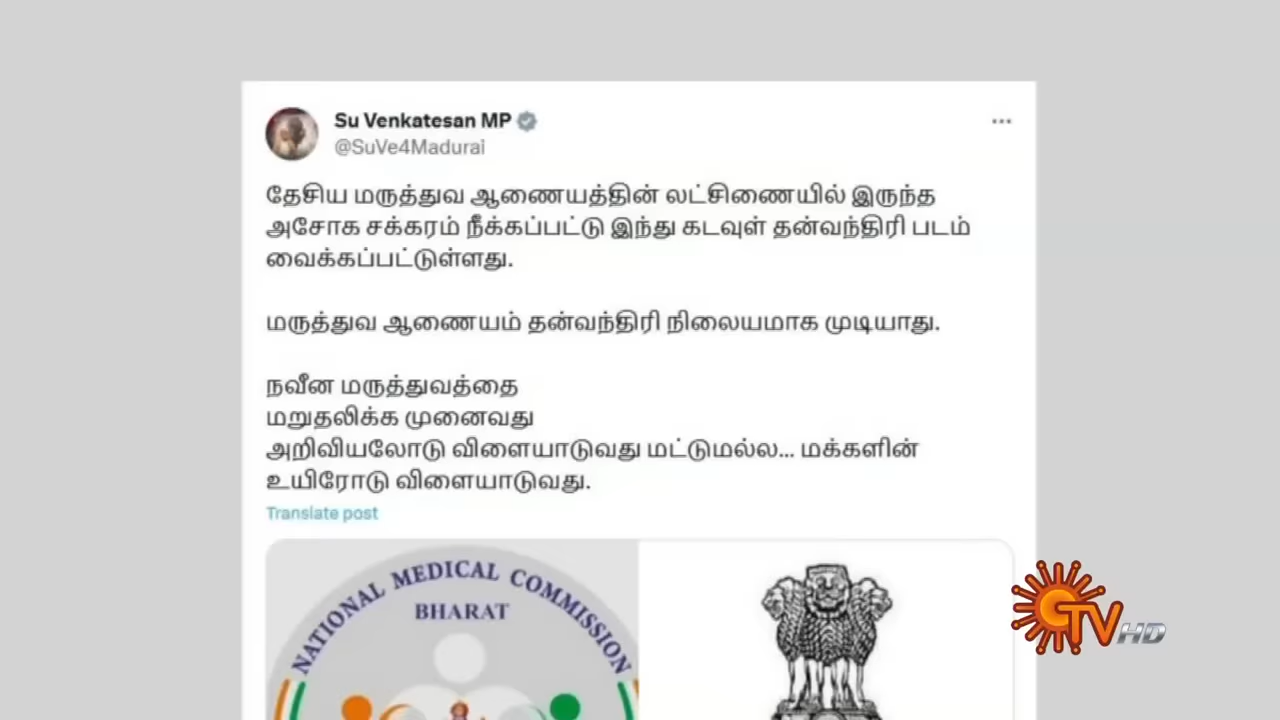 Su Venkatesan MP
@SuVe4Madurai
தேசிய மருத்துவ ஆணையத்தின் லட்சிணையில் இருந்த
அசோக சக்கரம் நீக்கப்பட்டு இந்து கடவுள் தன்வந்திரி படம்
வைக்கப்பட்டுள்ளது.
மருத்துவ ஆணையம் தன்வந்திரி நிலையமாக முடியாது.
நவீன மருத்துவத்தை
மறுதலிக்க முனைவது
அறிவியலோடு விளையாடுவது மட்டுமல்ல... மக்களின்
உயிரோடு விளையாடுவது.
Translate post
NATIONAL MEDICAL COMMISSION
BHARAT
TV HD